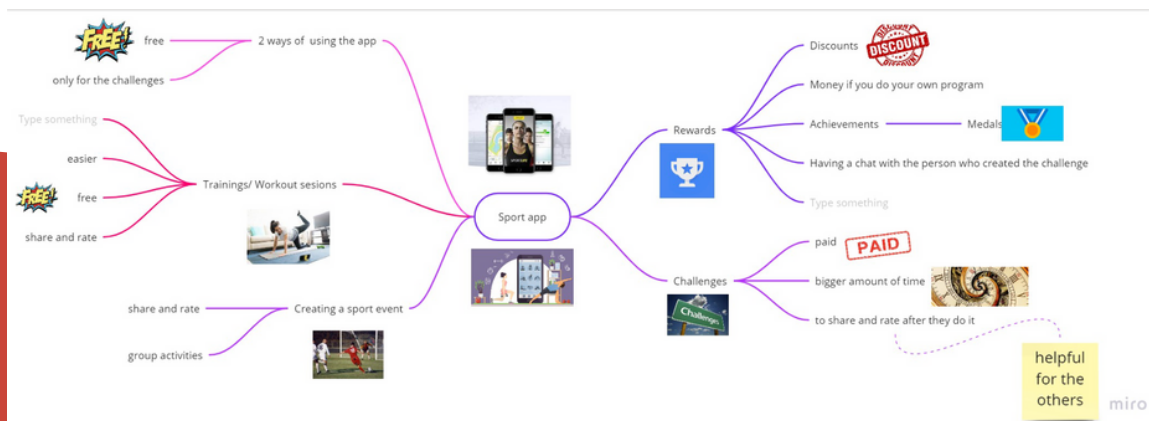 FREE!
free
2 ways of using the app
only for the challenges
Type something
easier
Trainings/ Workout sesions
FREE!
free
share and rate
share and rate
Creating a sport event
group activities
Sport app
Rewards
Discounts
DISCOUNT
Money if you do your own program
Achievements
Medals
Having a chat with the person who created the challenge
Type something
Challenges
Challenges
paid
PAID
bigger amount of time
to share and rate after they do it
helpful
for the
others
miro